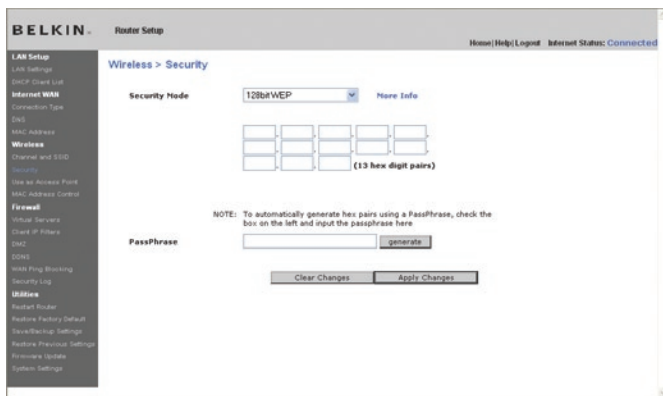 BELKIN.
Router Setup
Home|Help|Logout Internet Status: Connected
LAN Setup
LAN Settings
DHCP Client List
Internet WAN
Connection Type
DNS
MAC Address
Wireless
Channel and SSID
Security
Use as Access Point
MAC Address Control
Firewall
Virtual Servers
Client IP Filters
DMZ
DDNS
WAN Ping Blocking
Security Log
Utilities
Restart Router
Restore Factory Default
Save/Backup Settings
Restore Previous Settings
Firmware Update
System Settings
Wireless > Security
Security Mode
128bitWEP
More Info
(13 hex digit pairs)
NOTE: To automatically generate hex pairs using a PassPhrase, check the
box on the left and input the passphrase here
PassPhrase
generate
Clear Changes
Apply Changes